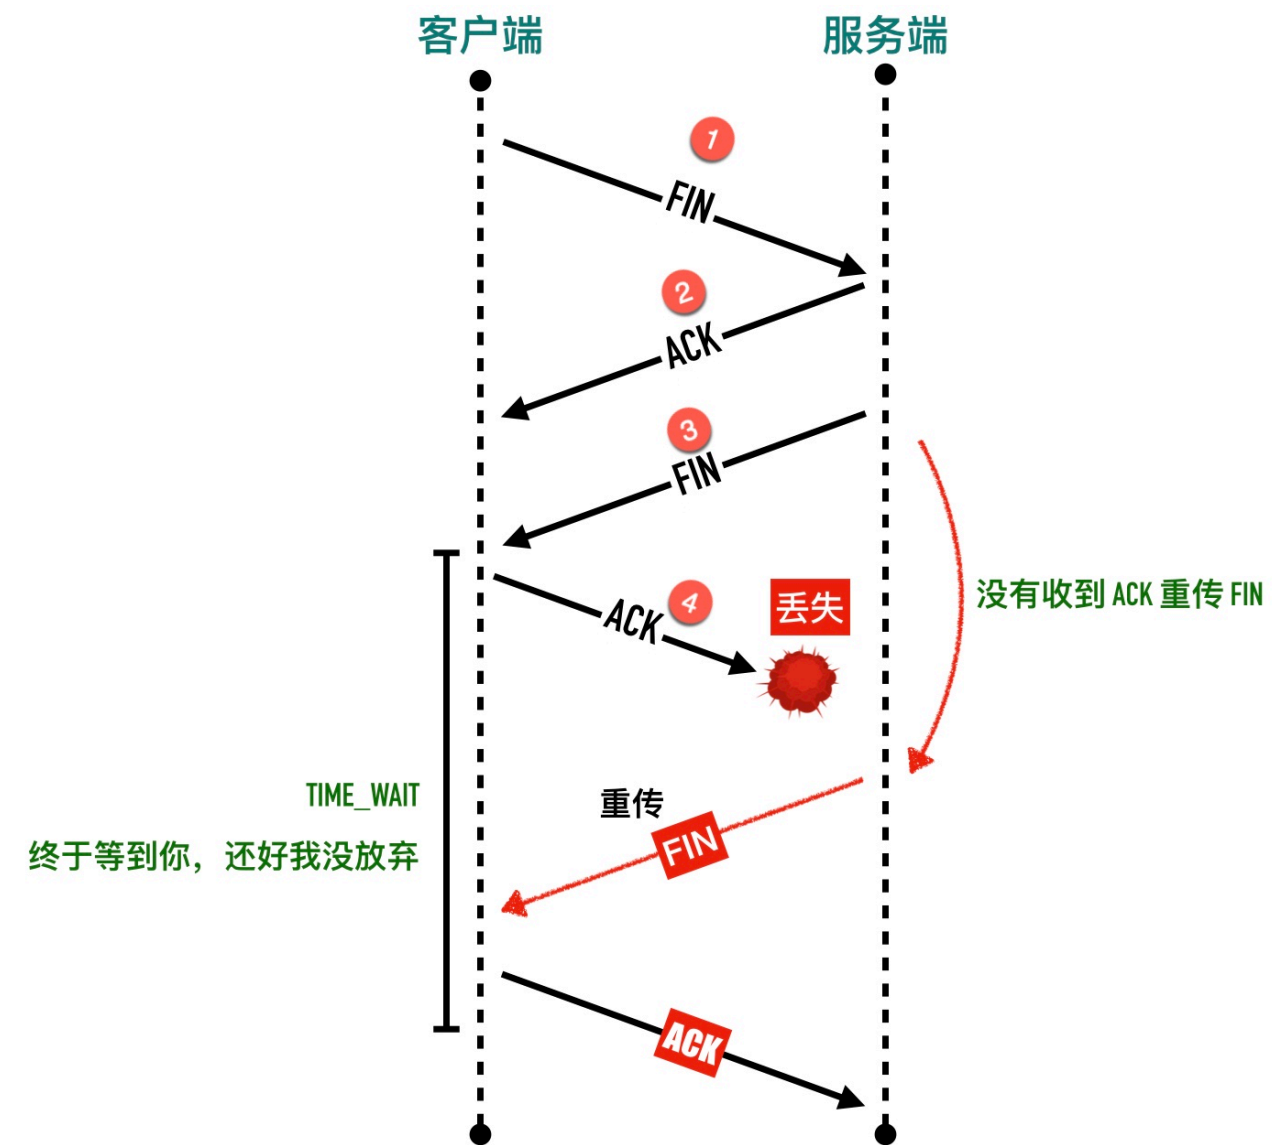 客户端
服务端
1
FIN
2
ACK
3
FIN
没有收到 ACK 重传 FIN
4
ACK
丢失
TIME_WAIT
终于等到你，还好我没放弃
重传
FIN
ACK